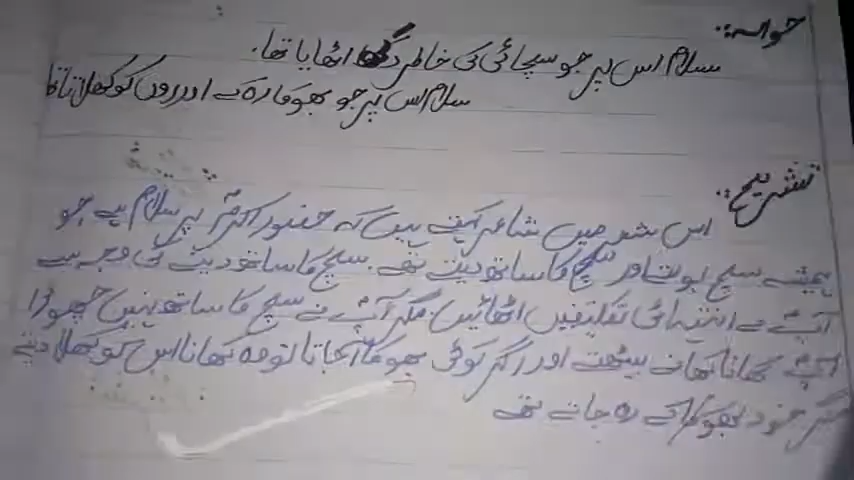 حوالہ:
سلام اس پر جو سچائی کی خاطر دکھ اٹھاتا تھا۔
سلام اس پر جو بھوکا رہ کے اوروں کو کھلاتا تھا
تشریح:
اس شعر میں شاعر کہتے ہیں کہ حضور اکرمؐ پر سلام ہے جو
ہمیشہ سچ بولتے اور سچ کا ساتھ دیتے تھے۔ سچ کا ساتھ دینے کی وجہ سے
آپؐ نے انتہائی تکلیفیں اٹھائیں مگر آپؐ نے سچ کا ساتھ نہیں چھوڑا
آپؐ کھانا کھانے بیٹھتے اور اگر کوئی بھوکا آجاتا تو وہ کھانا اس کو کھلا دیتے
مگر خود بھوکے رہ جاتے تھے